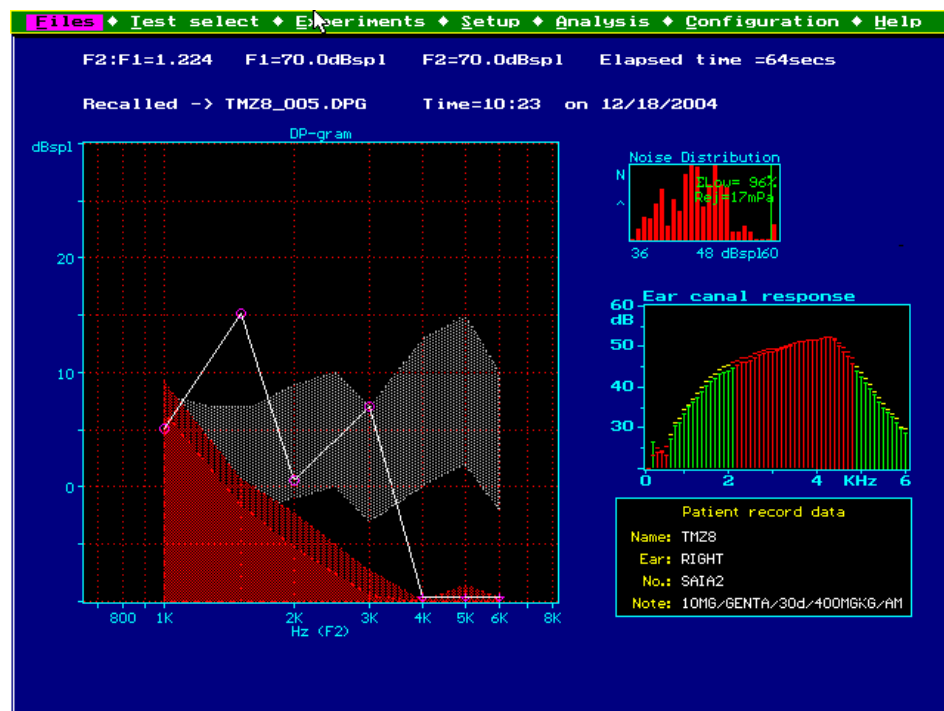 Files ♦ Test select ♦ Experiments ♦ Setup ♦ Analysis ♦ Configuration ♦ Help
F2:F1=1.224 F1=70.0dBspl F2=70.0dBspl Elapsed time =64secs
Recalled -> TMZ8_005.DPG Time=10:23 on 12/18/2004
DP-gram
dBspl
20
10
0
800 1K 2K 3K 4K 5K 6K 8K
Hz (F2)
Noise Distribution
N
^
ΣLou= 96%
Rej=17mPa
36 48 dBspl60
Ear canal response
60
dB
50
40
30
0 2 4 KHz 6
Patient record data
Name: TMZ8
Ear: RIGHT
No.: SAIA2
Note: 10MG/GENTA/30d/400MGKG/AM